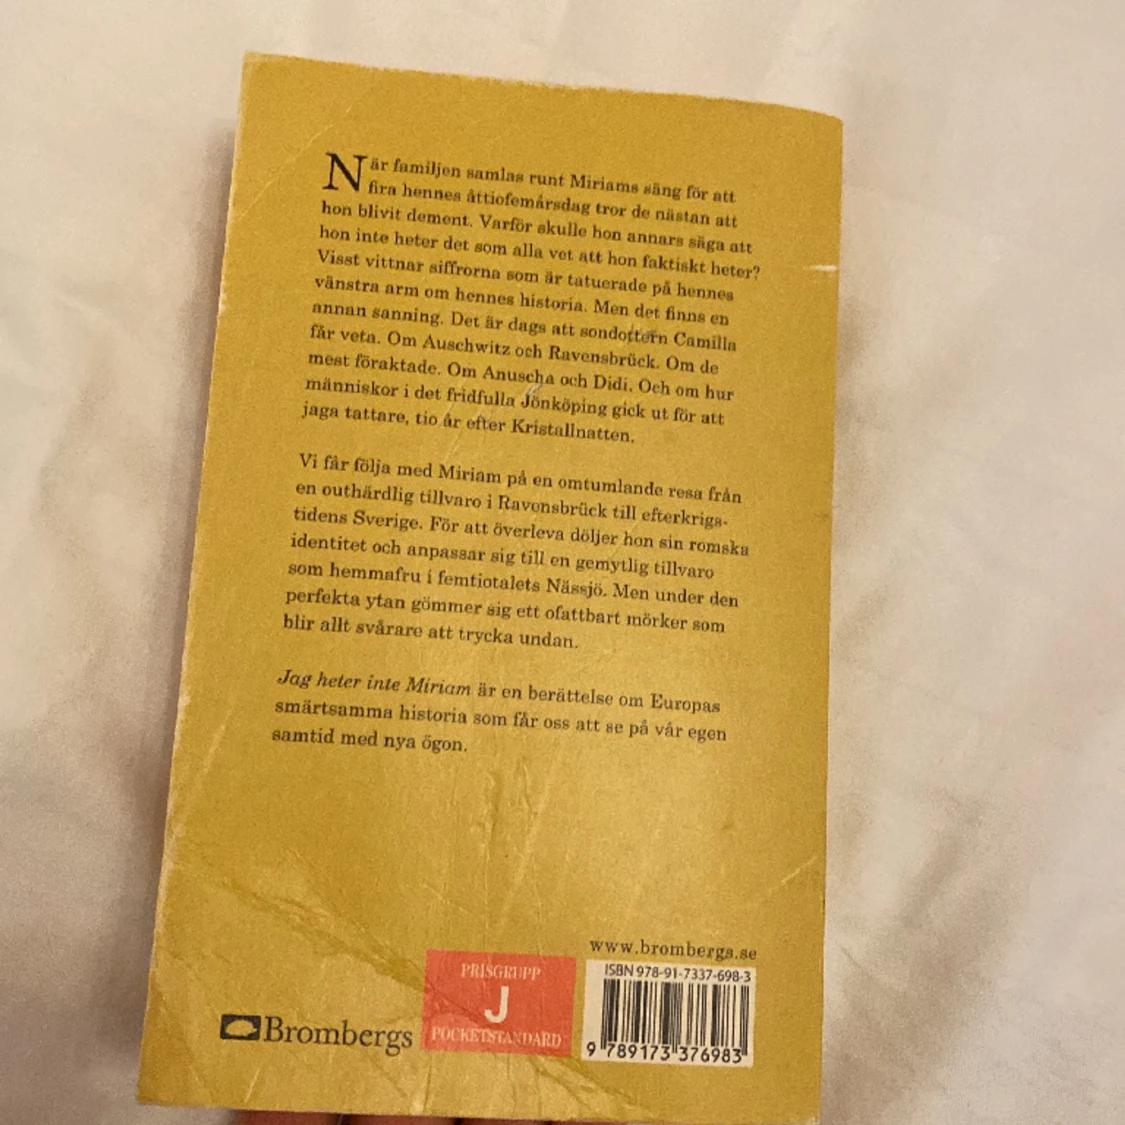 När familjen samlas runt Miriams säng för att
fira hennes åttiofemårsdag tror de nästan att
hon blivit dement. Varför skulle hon annars säga att
hon inte heter det som alla vet att hon faktiskt heter?
Visst vittnar siffrorna som är tatuerade på hennes
vänstra arm om hennes historia. Men det finns en
annan sanning. Det är dags att sondottern Camilla
får veta. Om Auschwitz och Ravensbrück. Om de
mest föraktade. Om Anuscha och Didi. Och om hur
människor i det fridfulla Jönköping gick ut för att
jaga tattare, tio år efter Kristallnatten.
Vi får följa med Miriam på en omtumlande resa från
en outhärdlig tillvaro i Ravensbrück till efterkrigs-
tidens Sverige. För att överleva döljer hon sin romska
identitet och anpassar sig till en gemytlig tillvaro
som hemmafru i femtiotalets Nässjö. Men under den
perfekta ytan gömmer sig ett ofattbart mörker som
blir allt svårare att trycka undan.
Jag heter inte Miriam är en berättelse om Europas
smärtsamma historia som får oss att se på vår egen
samtid med nya ögon.
www.brombergs.se
ISBN 978-91-7337-698-3
9 789173 376983
PRISGRUPP
J
POCKETSTANDARD
Brombergs